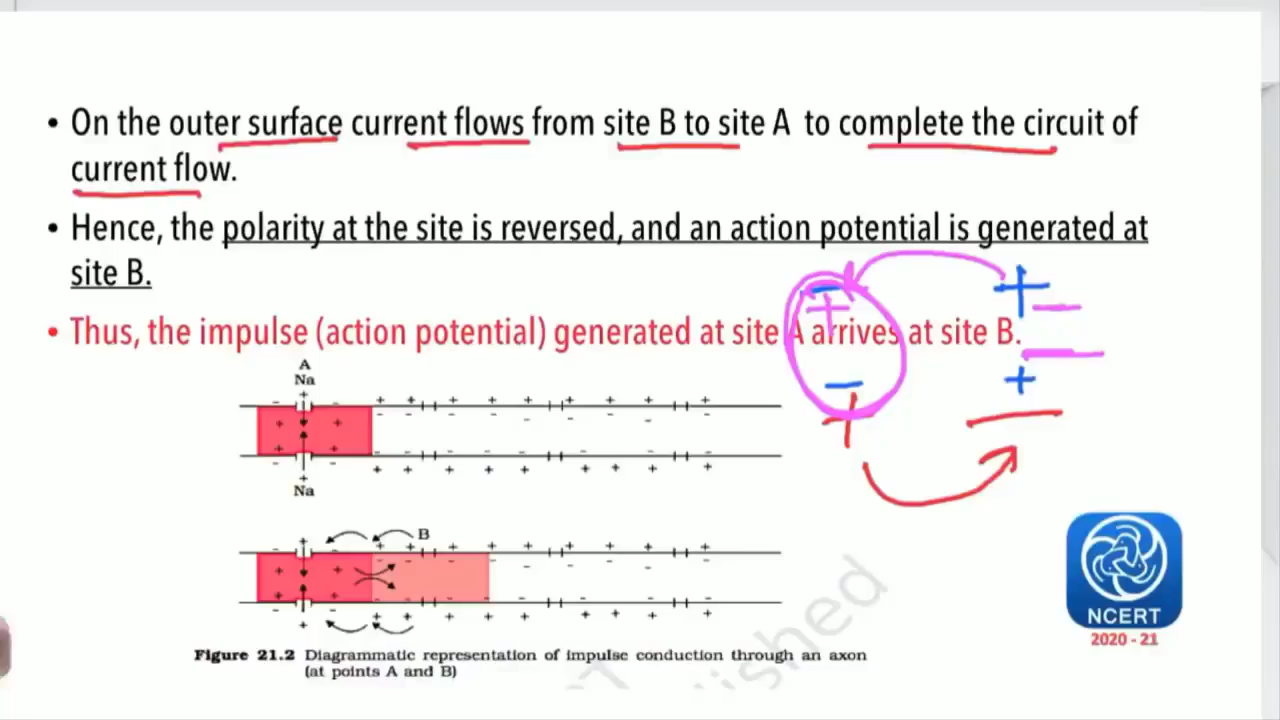 • On the outer surface current flows from site B to site A to complete the circuit of
current flow.
• Hence, the polarity at the site is reversed, and an action potential is generated at
site B.
• Thus, the impulse (action potential) generated at site A arrives at site B.
A
Na
Na
B
NCERT
2020 - 21
Figure 21.2 Diagrammatic representation of impulse conduction through an axon
(at points A and B)